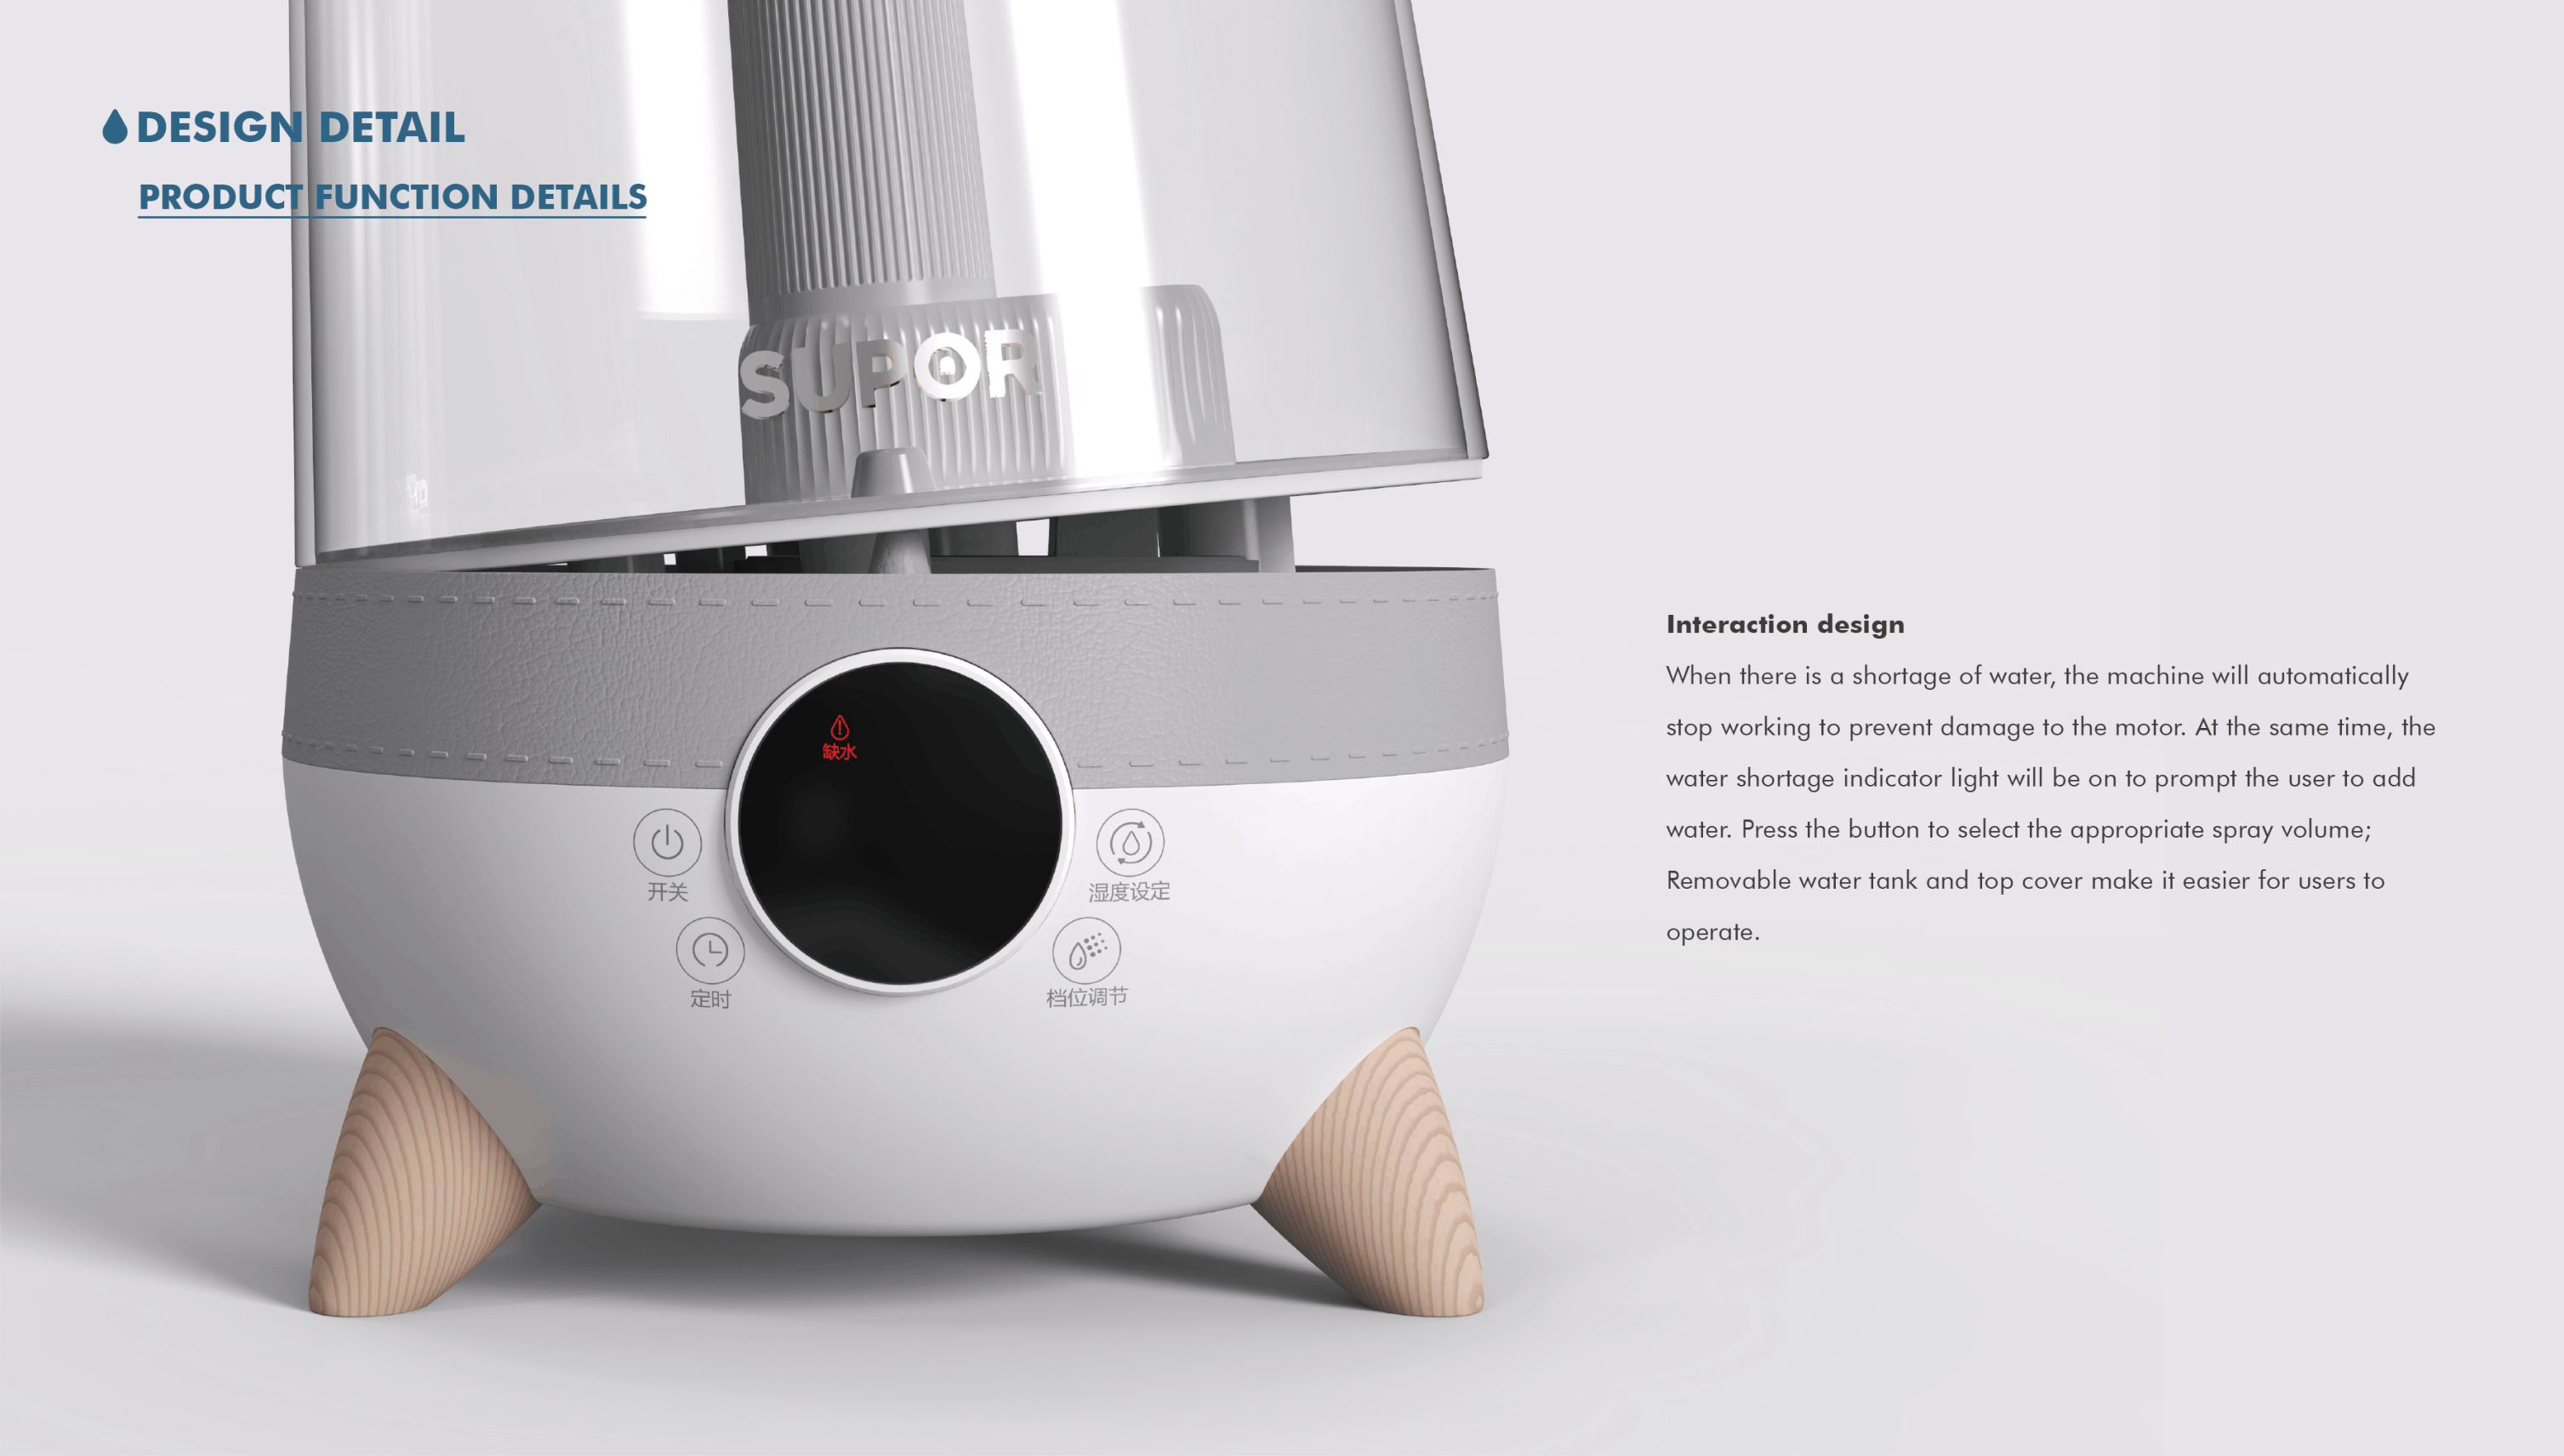 DESIGN DETAIL
PRODUCT FUNCTION DETAILS
SUPOR
缺水
开关
湿度设定
定时
档位调节
Interaction design
When there is a shortage of water, the machine will automatically
stop working to prevent damage to the motor. At the same time, the
water shortage indicator light will be on to prompt the user to add
water. Press the button to select the appropriate spray volume;
Removable water tank and top cover make it easier for users to
operate.